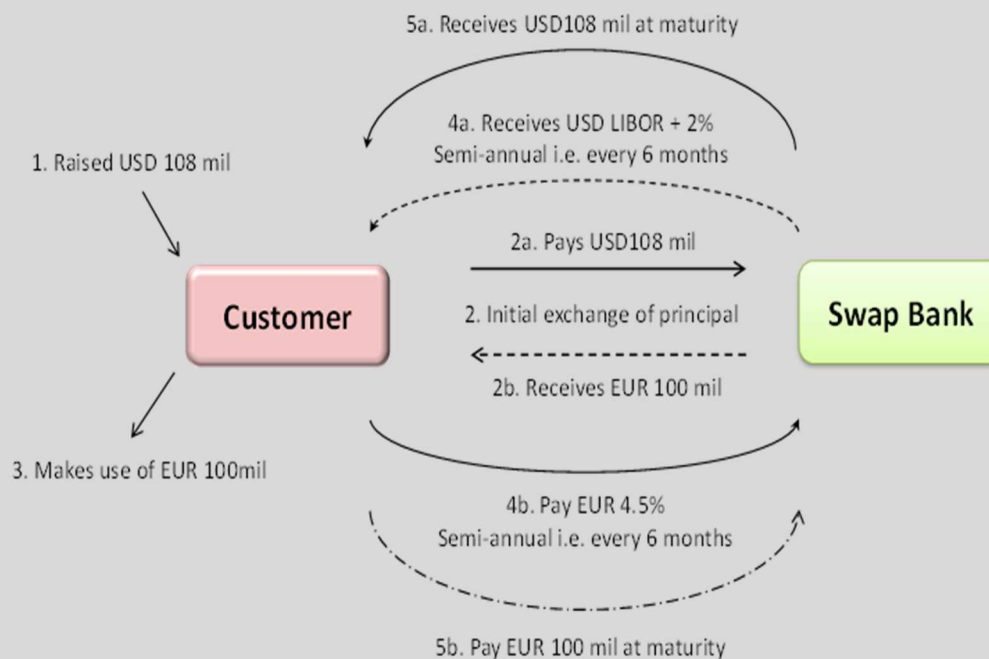 5a. Receives USD108 mil at maturity
4a. Receives USD LIBOR + 2%
Semi-annual i.e. every 6 months
1. Raised USD 108 mil
2a. Pays USD108 mil
Customer
2. Initial exchange of principal
Swap Bank
2b. Receives EUR 100 mil
3. Makes use of EUR 100mil
4b. Pay EUR 4.5%
Semi-annual i.e. every 6 months
5b. Pay EUR 100 mil at maturity